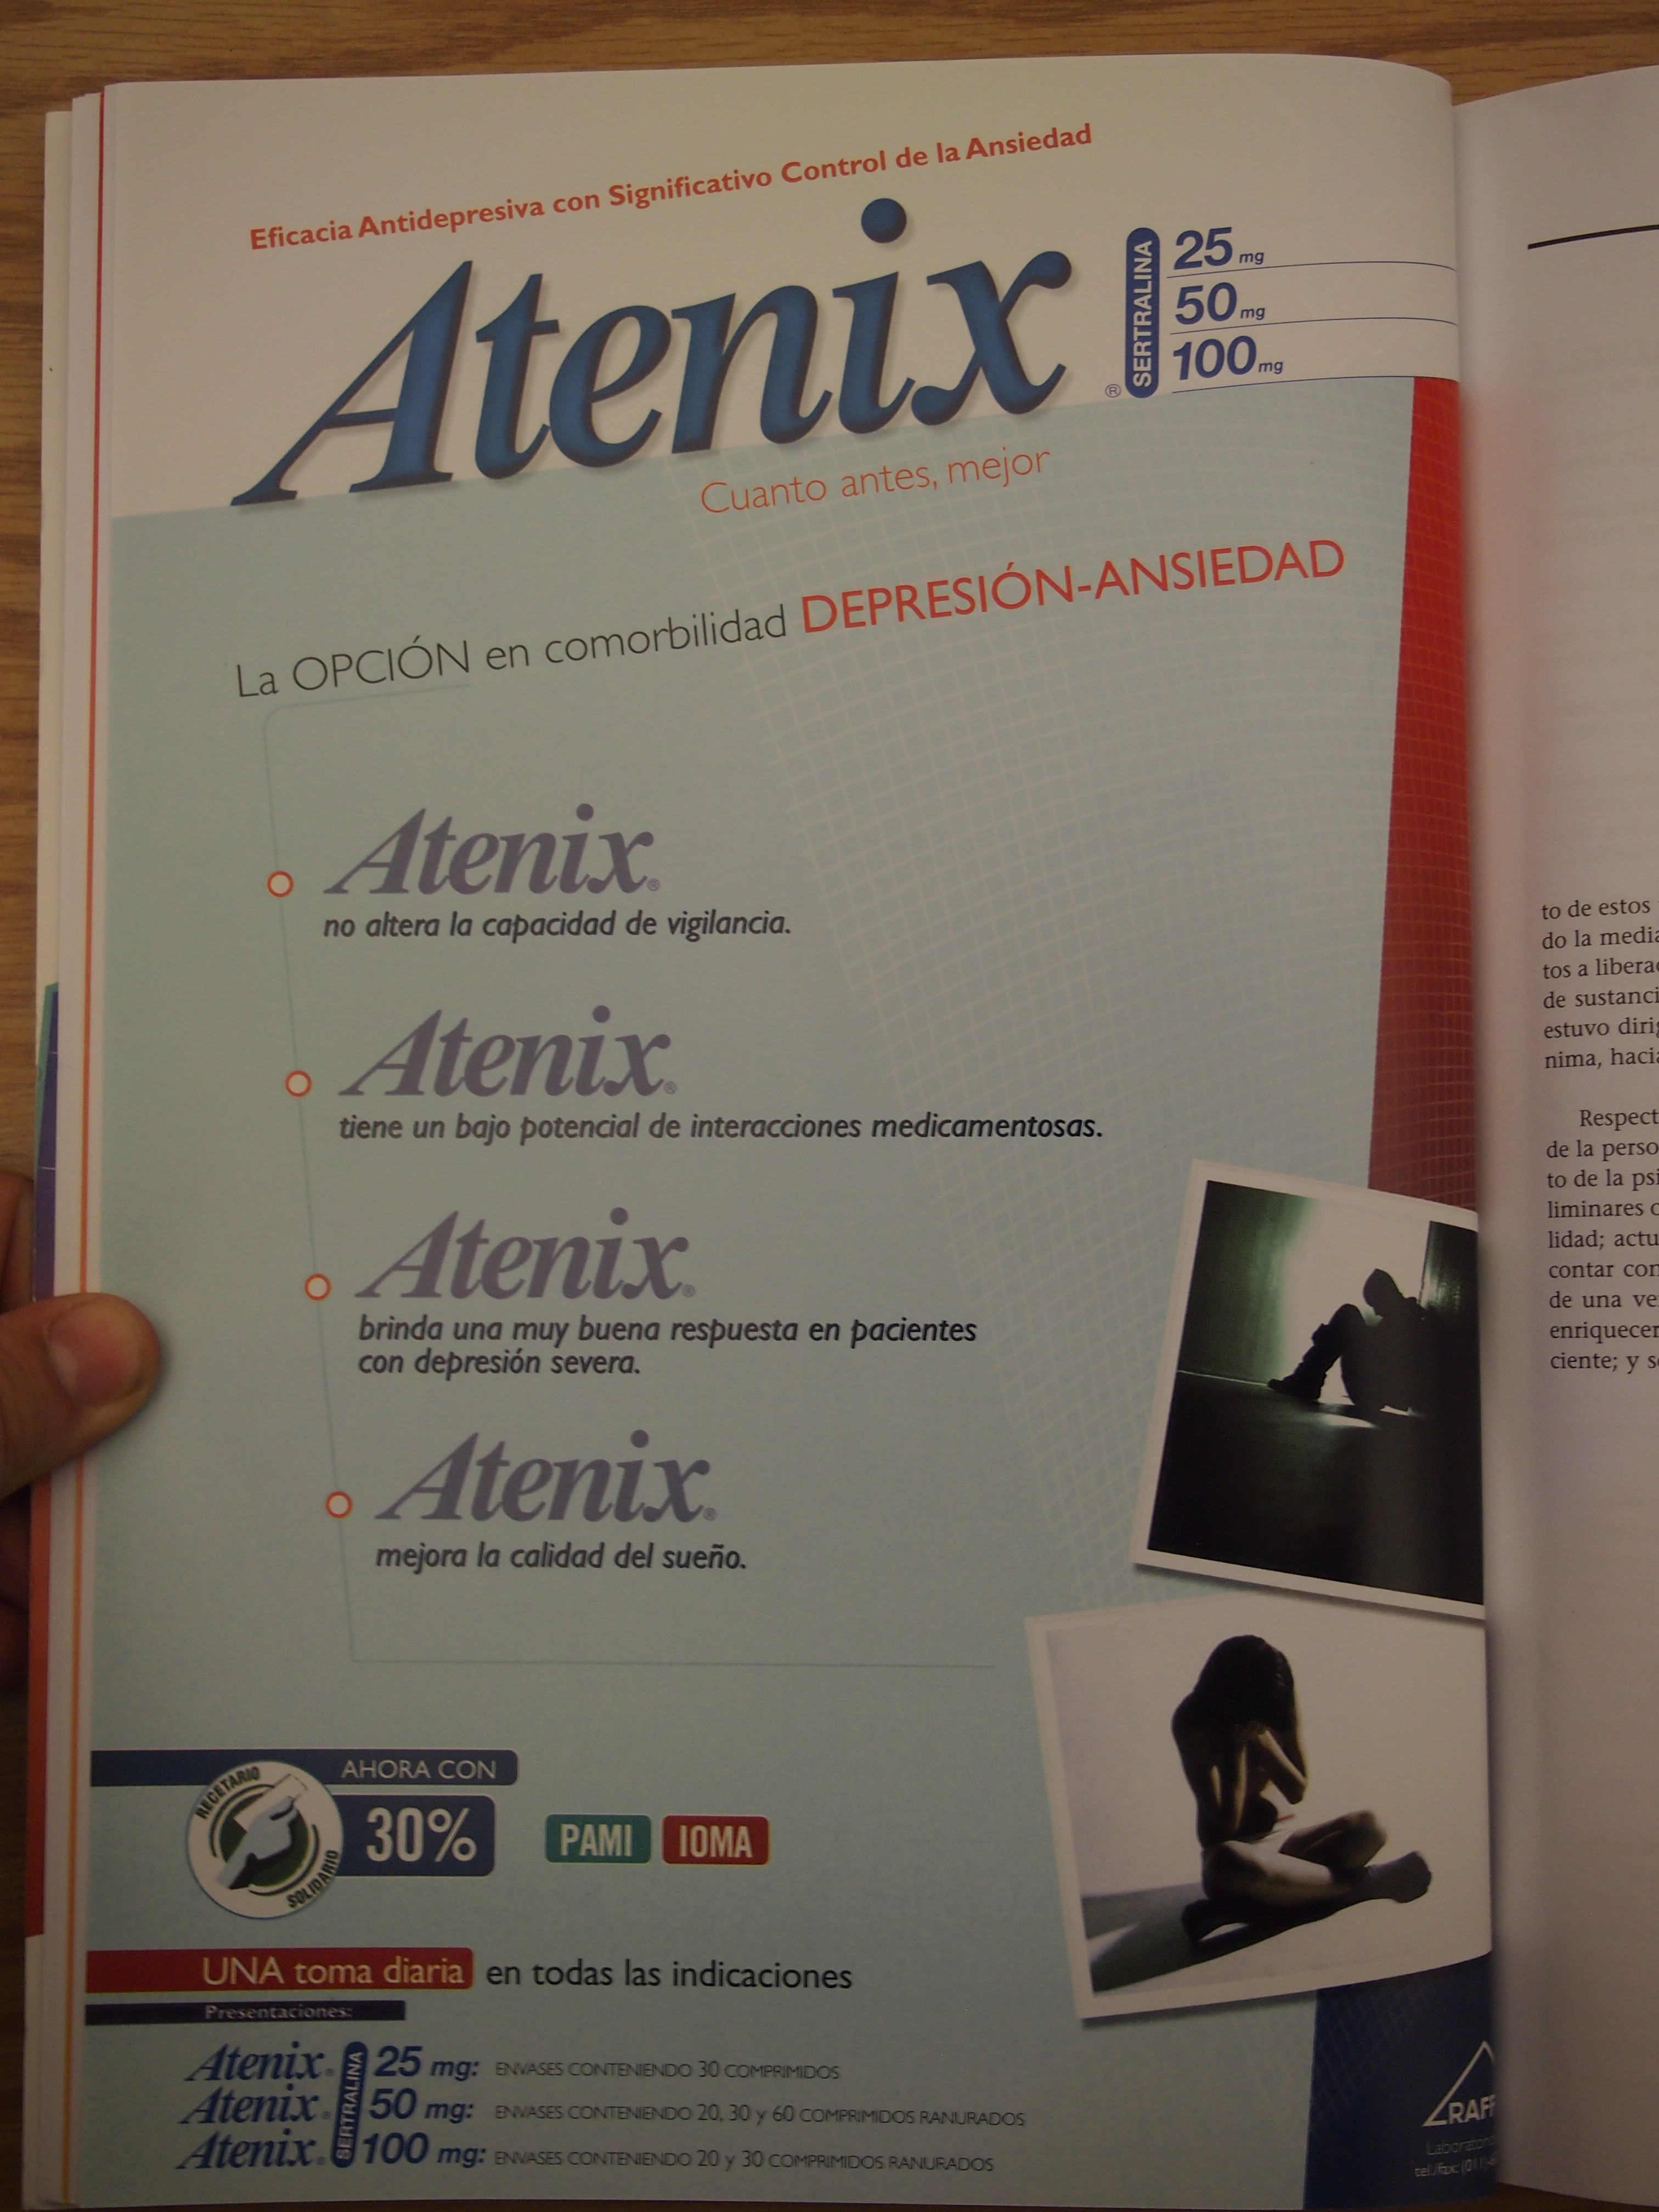 Eficacia Antidepresiva con Significativo Control de la Ansiedad
Atenix ®
SERTRALINA
25 mg
50 mg
100 mg
Cuanto antes, mejor
La OPCIÓN en comorbilidad DEPRESIÓN-ANSIEDAD
Atenix®
no altera la capacidad de vigilancia.
Atenix®
tiene un bajo potencial de interacciones medicamentosas.
Atenix®
brinda una muy buena respuesta en pacientes
con depresión severa.
Atenix®
mejora la calidad del sueño.
AHORA CON
RECETARIO
SOLIDARIO
30%
PAMI IOMA
UNA toma diaria en todas las indicaciones
Presentaciones:
SERTRALINA
Atenix® 25 mg: ENVASES CONTENIENDO 30 COMPRIMIDOS
Atenix® 50 mg: ENVASES CONTENIENDO 20, 30 y 60 COMPRIMIDOS RANURADOS
Atenix® 100 mg: ENVASES CONTENIENDO 20 y 30 COMPRIMIDOS RANURADOS
RAFF
tel./fax: (011)
to de estos
do la media
tos a libera
de sustanci
estuvo diri
nima, hacia
Respect
de la perso
to de la psi
liminares
lidad; actu
contar con
de una ve
enriquecer
ciente; y s